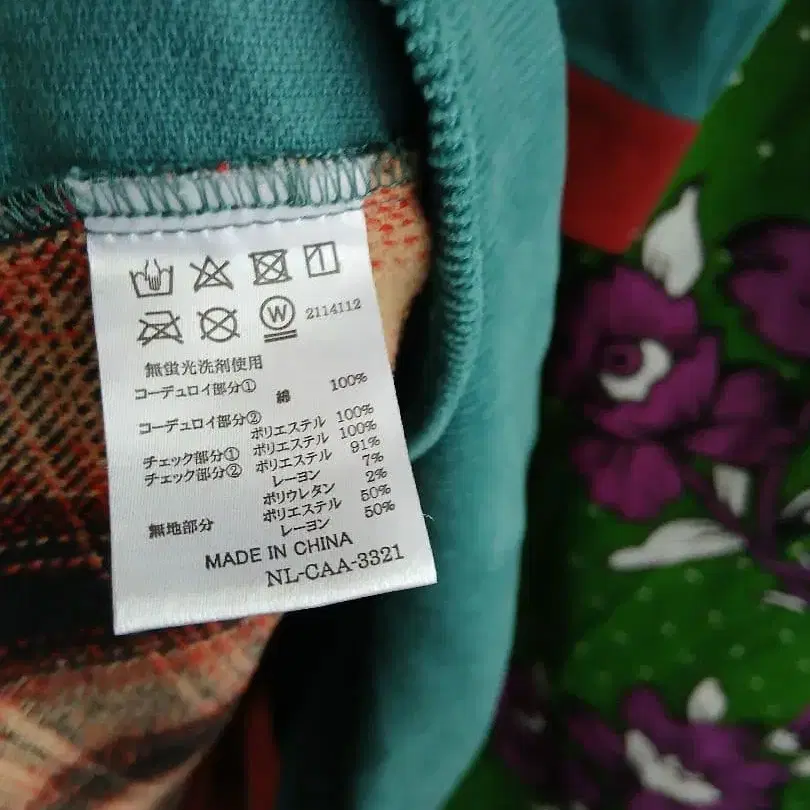 W 2114112
無蛍光洗剤使用
コーデュロイ部分① 綿 100%
コーデュロイ部分② ポリエステル 100%
チェック部分① ポリエステル 100%
チェック部分② ポリエステル 91%
レーヨン 7%
ポリウレタン 2%
無地部分 ポリエステル 50%
レーヨン 50%
MADE IN CHINA
NL-CAA-3321